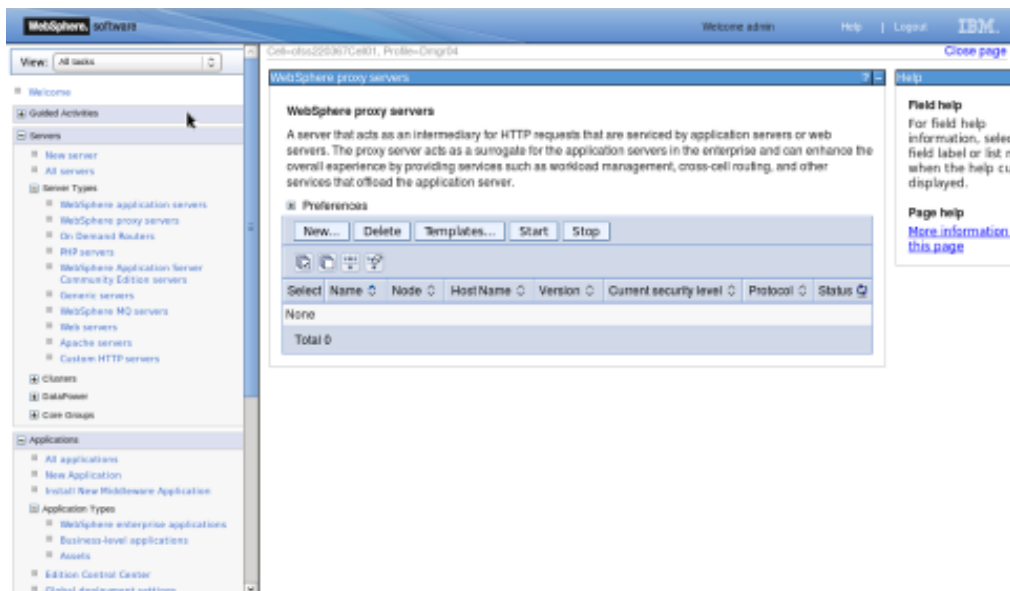 WebSphere. software
Welcome admin
Help | Logout
IBM.
View: All tasks
Cell=ofss220367Cell01, Profile=Dmgr04
Close page
Welcome
Guided Activities
Servers
New server
All servers
Server Types
WebSphere application servers
WebSphere proxy servers
On Demand Routers
PHP servers
WebSphere Application Server
Community Edition servers
Generic servers
WebSphere MQ servers
Web servers
Apache servers
Custom HTTP servers
Clusters
DataPower
Core Groups
Applications
All applications
New Application
Install New Middleware Application
Application Types
WebSphere enterprise applications
Business-level applications
Assets
Edition Control Center
Global deployment settings
WebSphere proxy servers
? -
WebSphere proxy servers
A server that acts as an intermediary for HTTP requests that are serviced by application servers or web
servers. The proxy server acts as a surrogate for the application servers in the enterprise and can enhance the
overall experience by providing services such as workload management, cross-cell routing, and other
services that offload the application server.
Preferences
New... Delete Templates... Start Stop
Select Name Node Host Name Version Current security level Protocol Status
None
Total 0
Help
Field help
For field help
information, selec
field label or list
when the help cu
displayed.
Page help
More information
this page